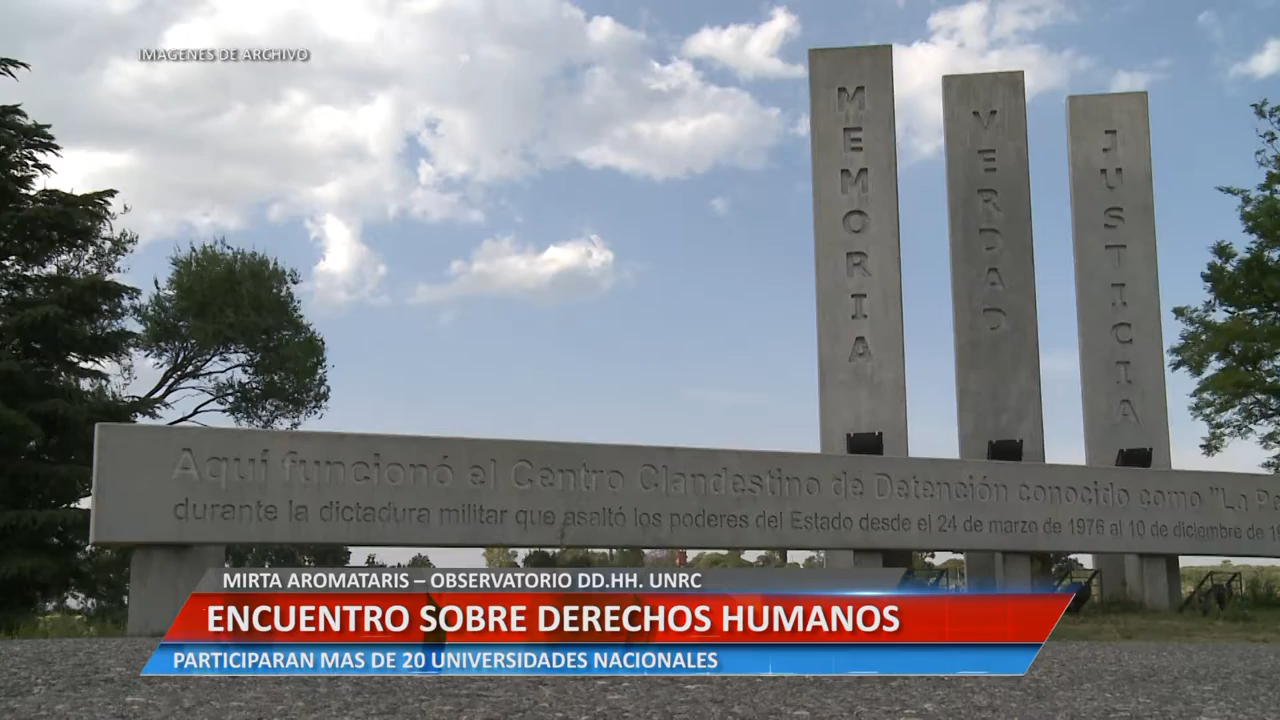 IMAGENES DE ARCHIVO
MEMORIA
VERDAD
JUSTICIA
Aquí funcionó el Centro Clandestino de Detención conocido como "La
durante la dictadura militar que asaltó los poderes del Estado desde el 24 de marzo de 1976 al 10 de diciembre de
MIRTA AROMATARIS – OBSERVATORIO DD.HH. UNRC
ENCUENTRO SOBRE DERECHOS HUMANOS
PARTICIPARAN MAS DE 20 UNIVERSIDADES NACIONALES